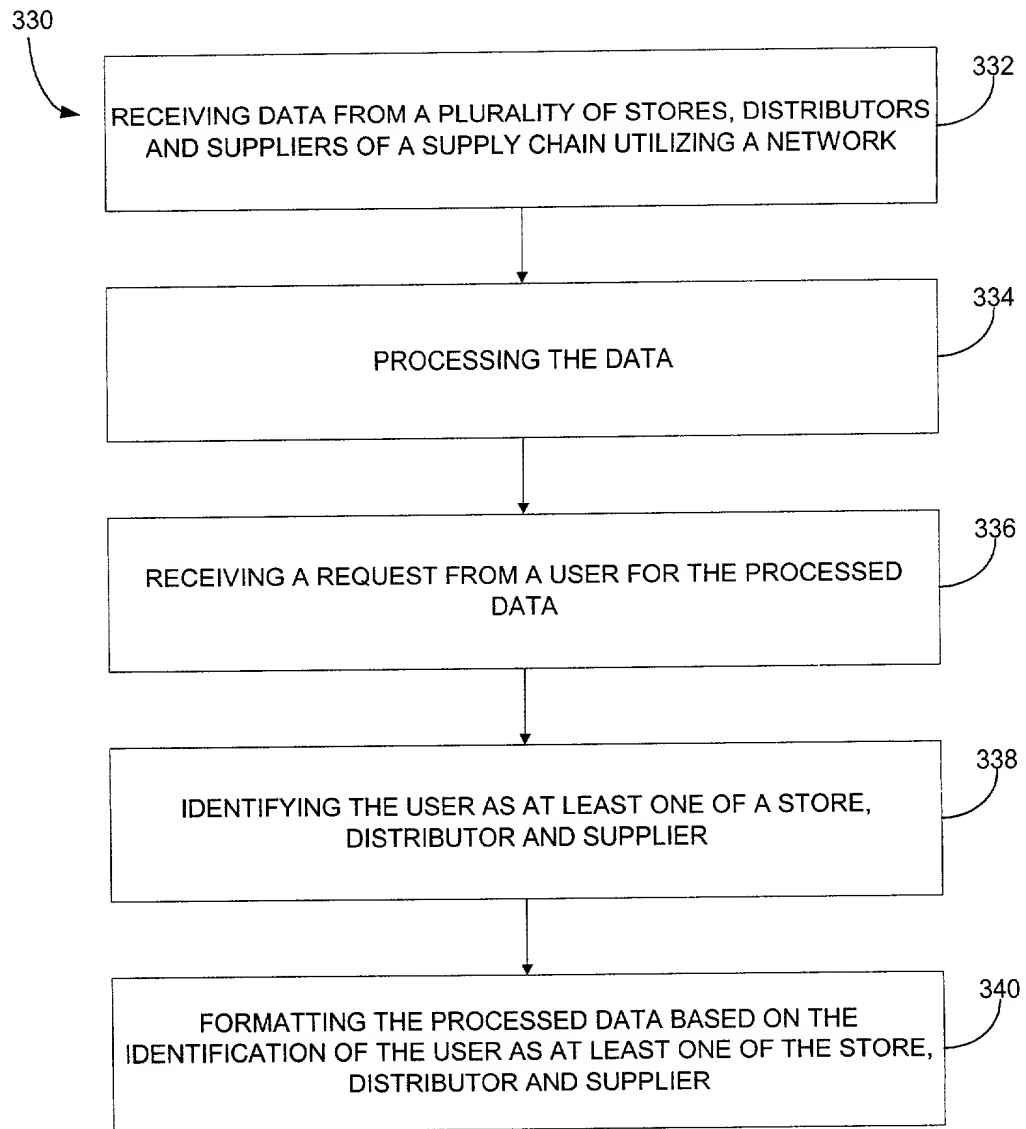 330
332
RECEIVING DATA FROM A PLURALITY OF STORES, DISTRIBUTORS
AND SUPPLIERS OF A SUPPLY CHAIN UTILIZING A NETWORK
334
PROCESSING THE DATA
336
RECEIVING A REQUEST FROM A USER FOR THE PROCESSED
DATA
338
IDENTIFYING THE USER AS AT LEAST ONE OF A STORE,
DISTRIBUTOR AND SUPPLIER
340
FORMATTING THE PROCESSED DATA BASED ON THE
IDENTIFICATION OF THE USER AS AT LEAST ONE OF THE STORE,
DISTRIBUTOR AND SUPPLIER